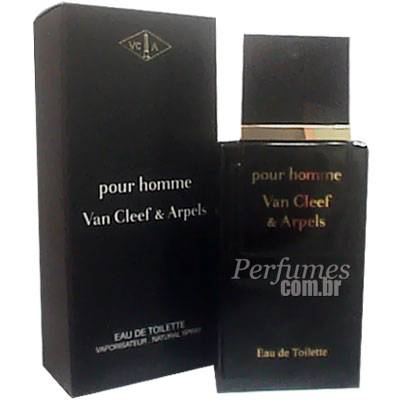 VC A
pour homme
Van Cleef & Arpels
EAU DE TOILETTE
VAPORISATEUR . NATURAL SPRAY
pour homme
Van Cleef
& Arpels
Perfumes
com.br
Eau de Toilette